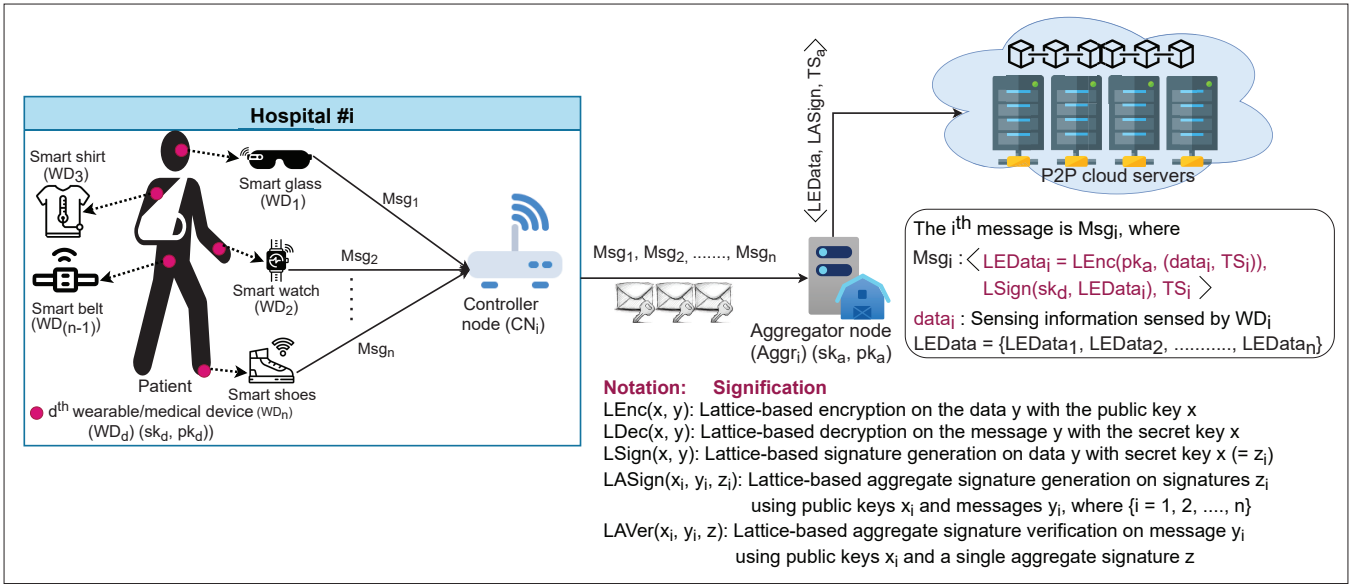 Hospital #i
Smart shirt
(WD3)
Smart glass
(WD1)
Smart watch
(WD2)
Smart belt
(WD(n-1))
Smart shoes
(WDn)
Patient
dth wearable/medical device
(WDd) (skd, pkd))
Msg1
Msg2
Msgn
Controller
node (CNi)
Msg1, Msg2, ......., Msgn
Aggregator node
(Aggri) (ska, pka)
<LEData, LASign, TSa>
P2P cloud servers
The ith message is Msgi, where
Msgi : <LEDatai = LEnc(pka, (datai, TSi)),
LSign(skd, LEDatai), TSi>
datai : Sensing information sensed by WDi
LEData = {LEData1, LEData2, ..........., LEDatan}
Notation: Signification
LEnc(x, y): Lattice-based encryption on the data y with the public key x
LDec(x, y): Lattice-based decryption on the message y with the secret key x
LSign(x, y): Lattice-based signature generation on data y with secret key x (= zi)
LASign(xi, yi, zi): Lattice-based aggregate signature generation on signatures zi
using public keys xi and messages yi, where {i = 1, 2, ...., n}
LAVer(xi, yi, z): Lattice-based aggregate signature verification on message yi
using public keys xi and a single aggregate signature z